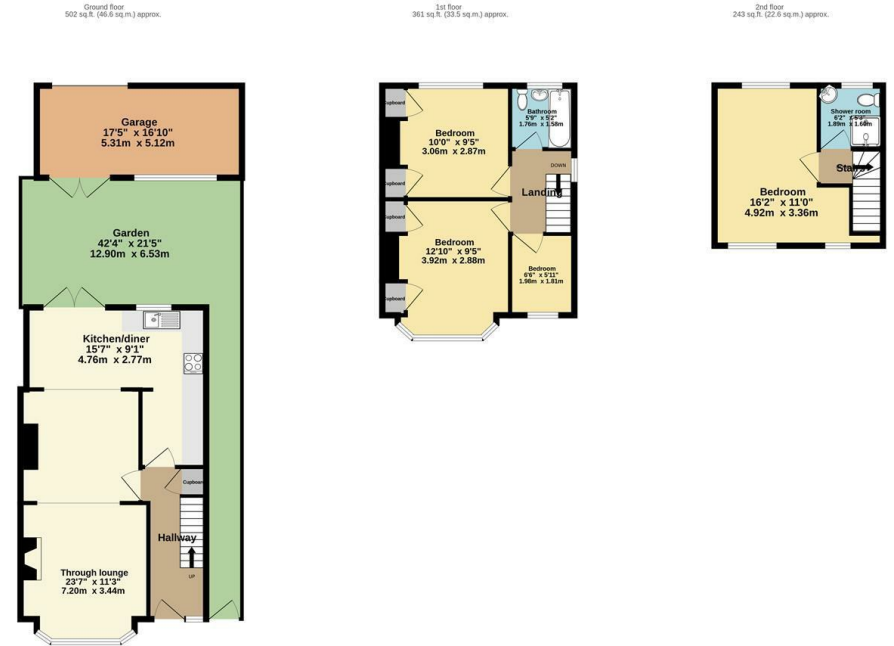 Ground floor
502 sq.ft. (46.6 sq.m.) approx.
Garage
17'5" x 16'10"
5.31m x 5.12m
Garden
42'4" x 21'5"
12.90m x 6.53m
Kitchen/diner
15'7" x 9'1"
4.76m x 2.77m
Cupboard
Hallway
UP
Through lounge
23'7" x 11'3"
7.20m x 3.44m
1st floor
361 sq.ft. (33.5 sq.m.) approx.
Cupboard
Bedroom
10'0" x 9'5"
3.06m x 2.87m
Bathroom
5'9" x 5'2"
1.76m x 1.58m
DOWN
Cupboard
Landing
Cupboard
Bedroom
12'10" x 9'5"
3.92m x 2.88m
Bedroom
6'6" x 5'11"
1.98m x 1.81m
Cupboard
2nd floor
243 sq.ft. (22.6 sq.m.) approx.
Shower room
6'2" x 5'3"
1.89m x 1.60m
Stairs
Bedroom
16'2" x 11'0"
4.92m x 3.36m